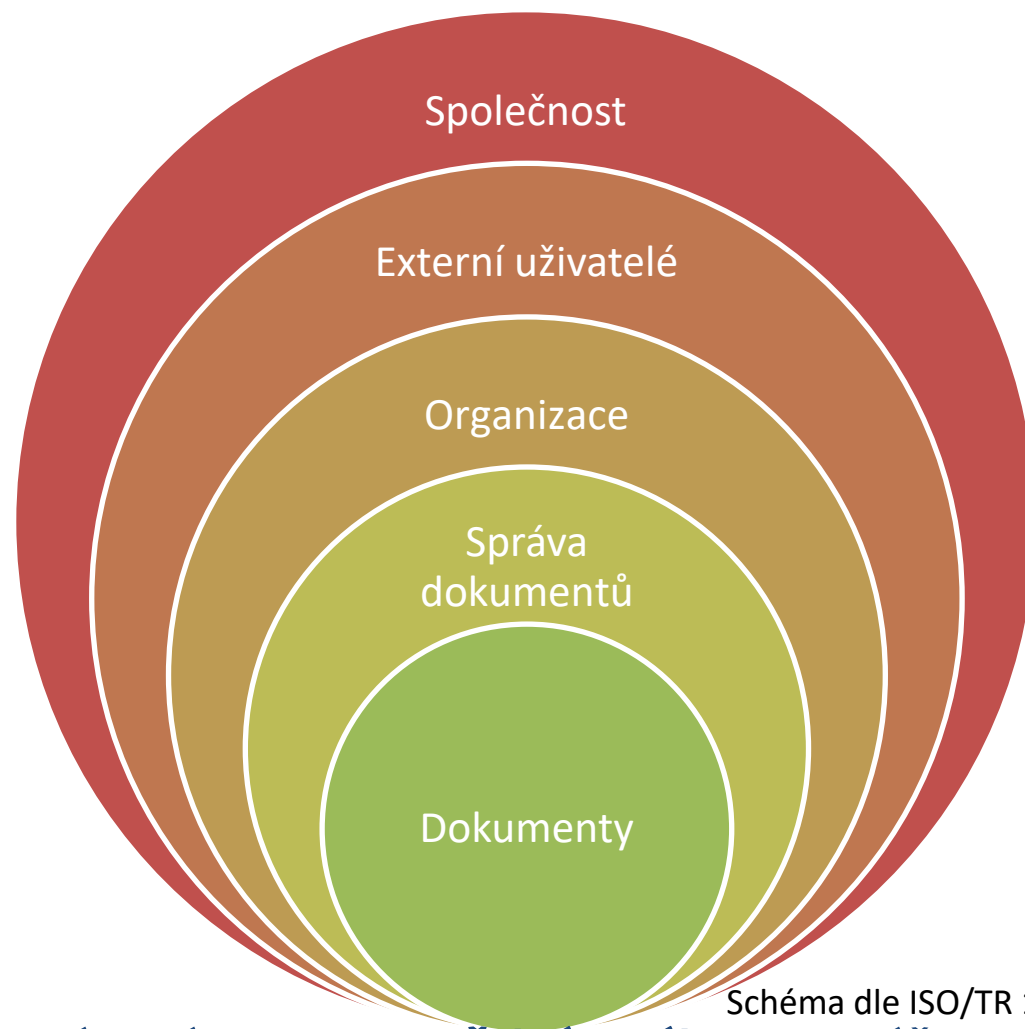 Společnost
Externí uživatelé
Organizace
Správa
dokumentů
Dokumenty
Schéma dle ISO/TR